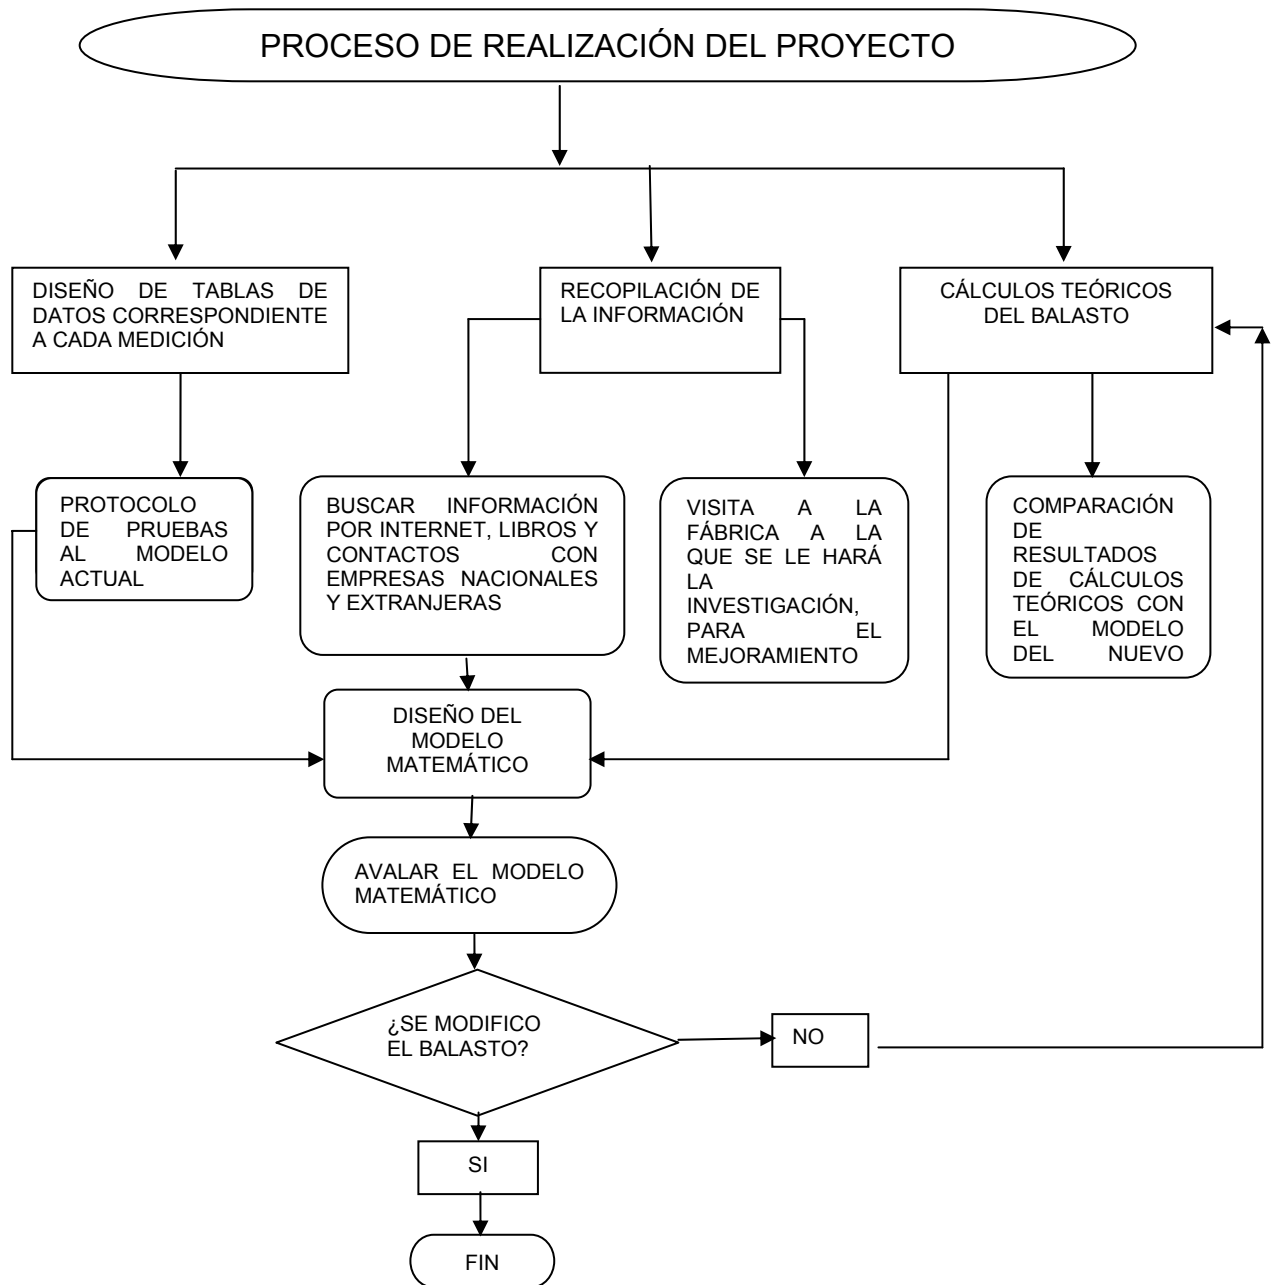 PROCESO DE REALIZACIÓN DEL PROYECTO
DISEÑO DE TABLAS DE
DATOS CORRESPONDIENTE
A CADA MEDICIÓN
RECOPILACIÓN DE
LA INFORMACIÓN
CÁLCULOS TEÓRICOS
DEL BALASTO
PROTOCOLO
DE PRUEBAS
AL MODELO
ACTUAL
BUSCAR INFORMACIÓN
POR INTERNET, LIBROS Y
CONTACTOS CON
EMPRESAS NACIONALES
Y EXTRANJERAS
VISITA A LA
FÁBRICA A LA
QUE SE LE HARÁ
LA
INVESTIGACIÓN,
PARA EL
MEJORAMIENTO
COMPARACIÓN
DE
RESULTADOS
DE CÁLCULOS
TEÓRICOS CON
EL MODELO
DEL NUEVO
DISEÑO DEL
MODELO
MATEMÁTICO
AVALAR EL MODELO
MATEMÁTICO
¿SE MODIFICO
EL BALASTO?
NO
SI
FIN